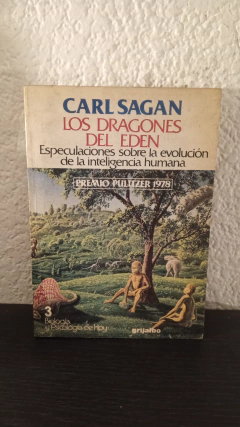 CARL SAGAN
LOS DRAGONES
DEL EDEN
Especulaciones sobre la evolución
de la inteligencia humana
PREMIO PULITZER 1978
3
Biología
y Psicología de Hoy
grijalbo